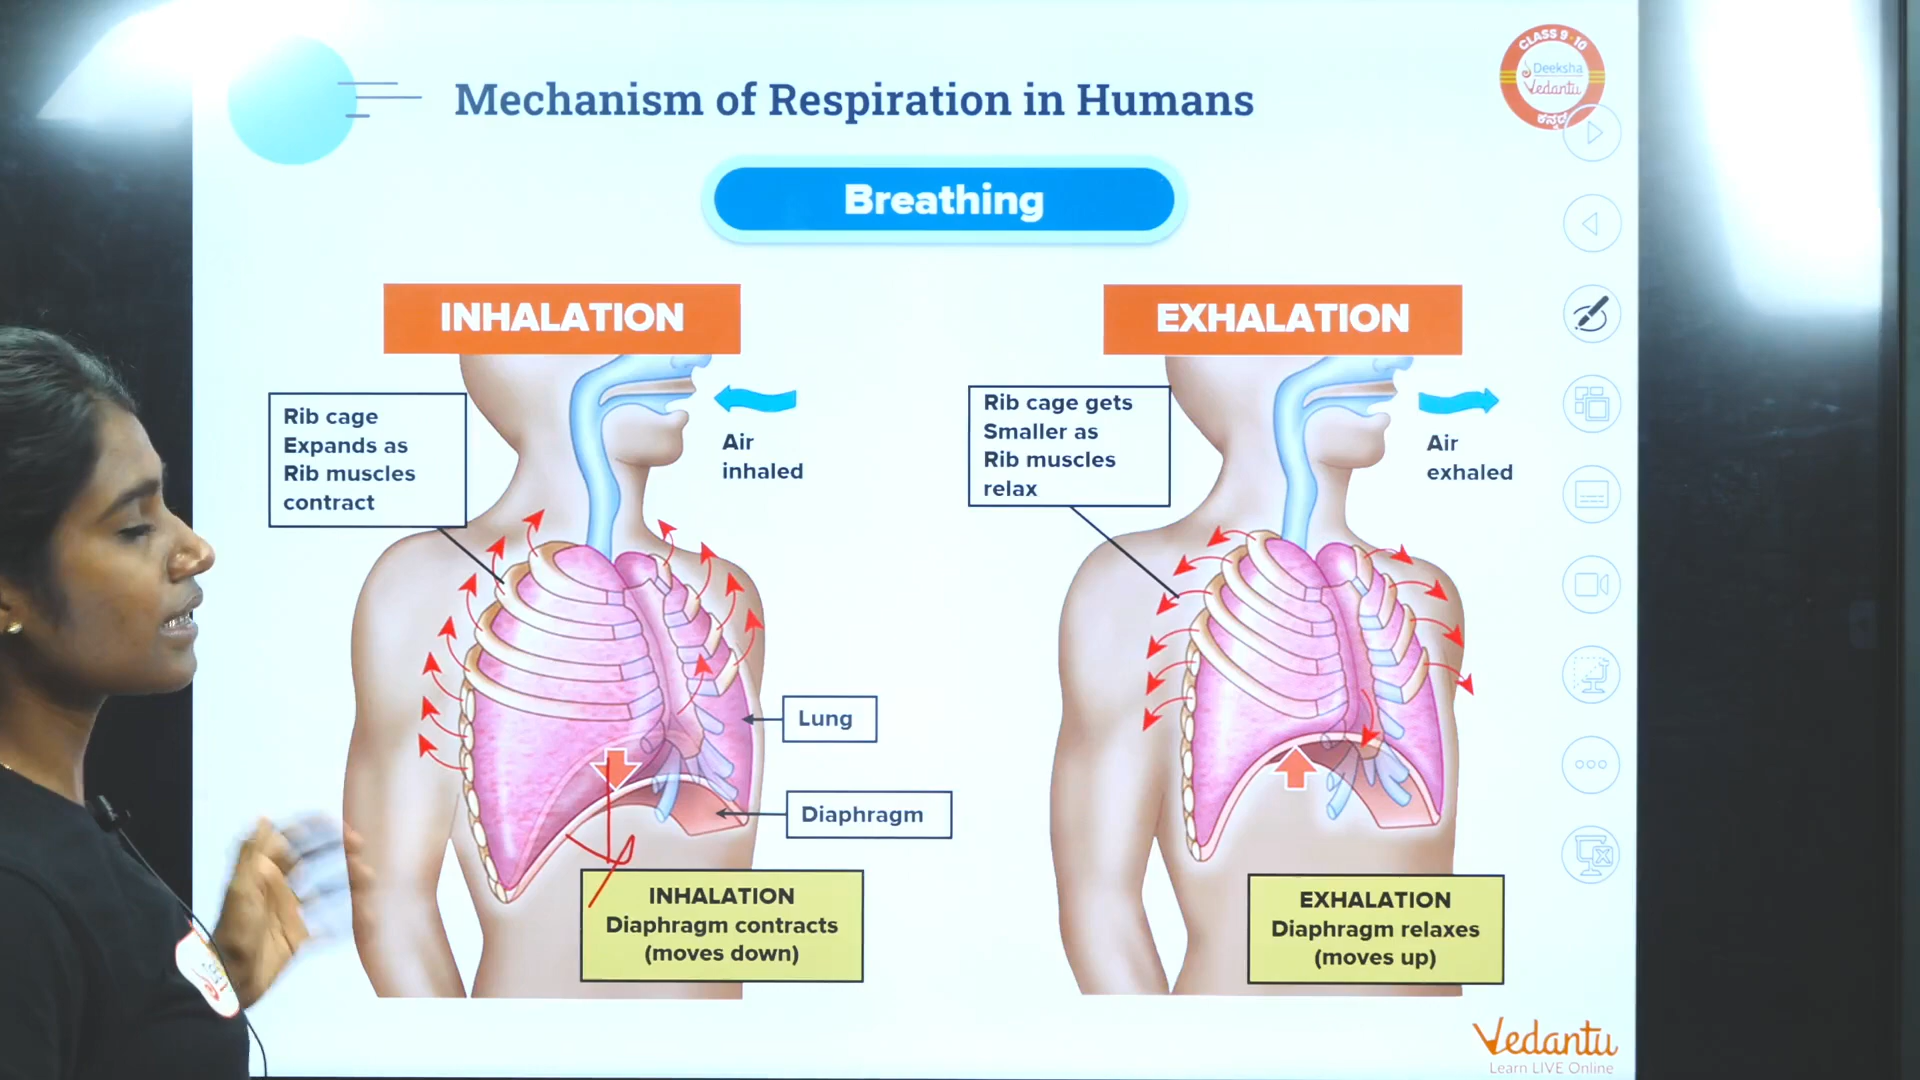 Mechanism of Respiration in Humans
CLASS 9-10
Deeksha
Vedantu
ಕನ್ನಡ
Breathing
INHALATION
EXHALATION
Rib cage
Expands as
Rib muscles
contract
Air
inhaled
Rib cage gets
Smaller as
Rib muscles
relax
Air
exhaled
Lung
Diaphragm
INHALATION
Diaphragm contracts
(moves down)
EXHALATION
Diaphragm relaxes
(moves up)
Vedantu
Learn LIVE Online